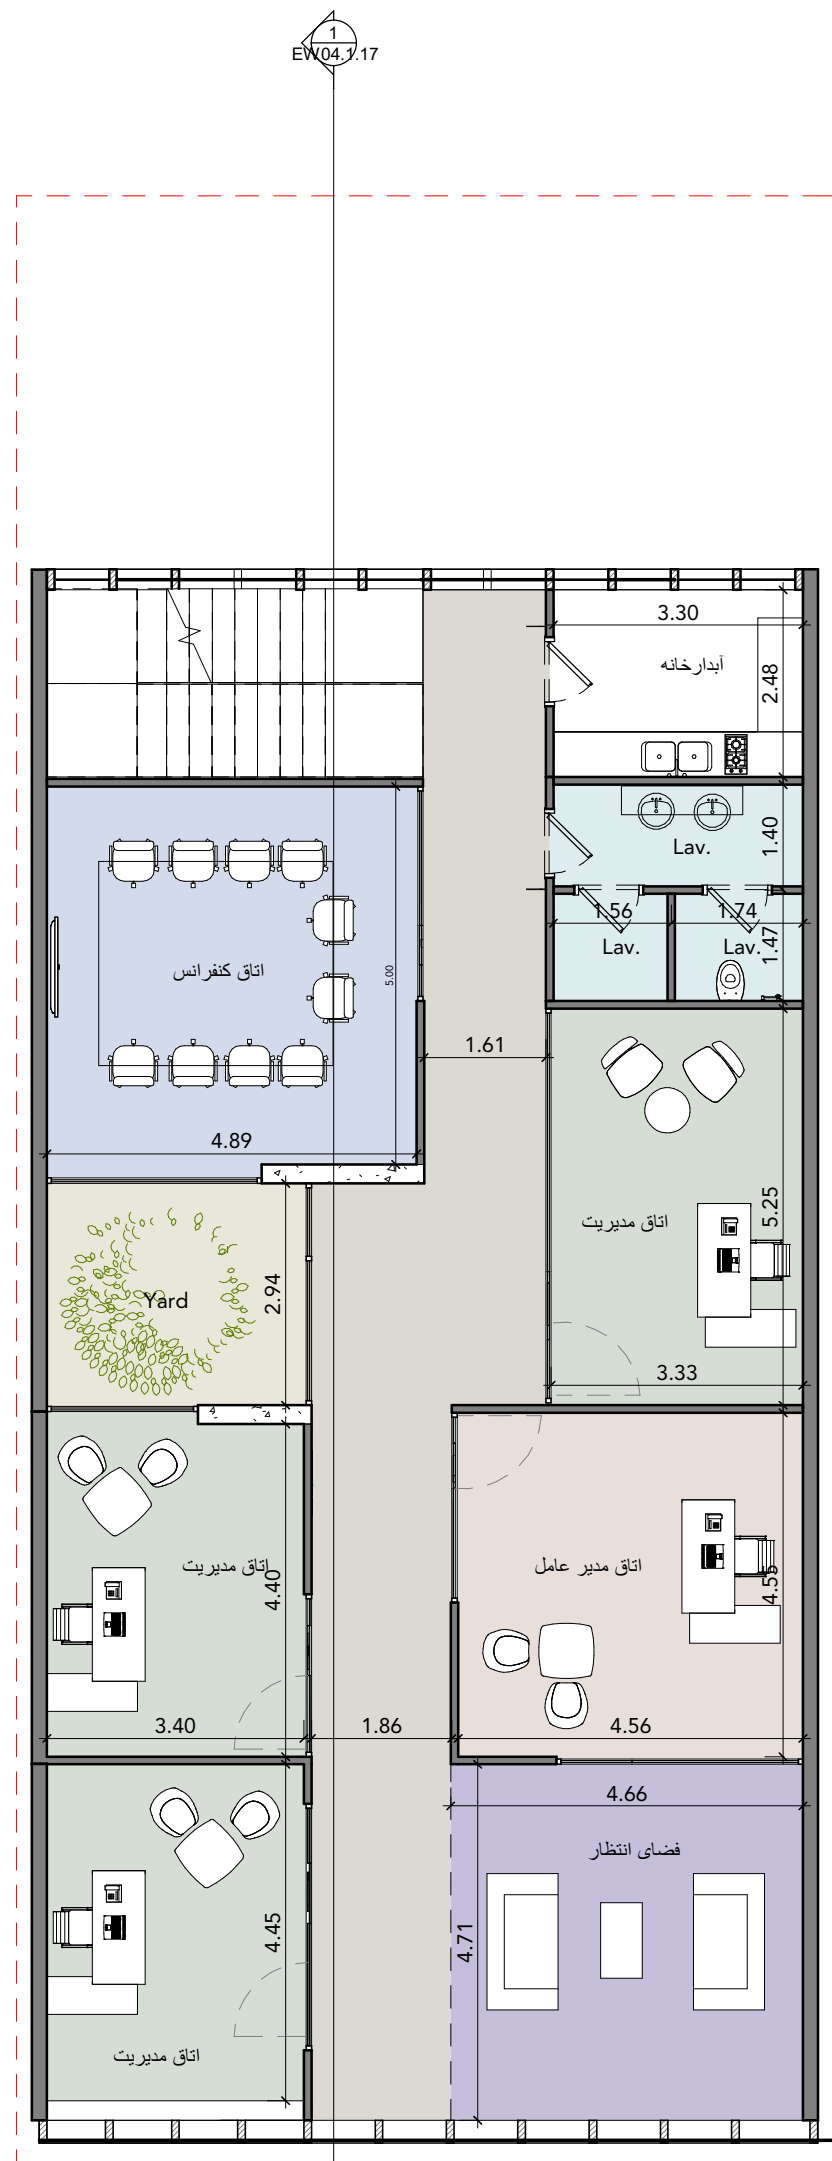 1
EW04.1.17
3.30
آبدارخانه
2.48
Lav.
1.40
1.56
1.74
Lav.
Lav.
1.47
اتاق کنفرانس
5.00
1.61
4.89
اتاق مدیریت
5.25
Yard
2.94
3.33
اتاق مدیریت
4.40
اتاق مدیر عامل
4.55
3.40
1.86
4.56
4.66
فضای انتظار
4.45
4.71
اتاق مدیریت